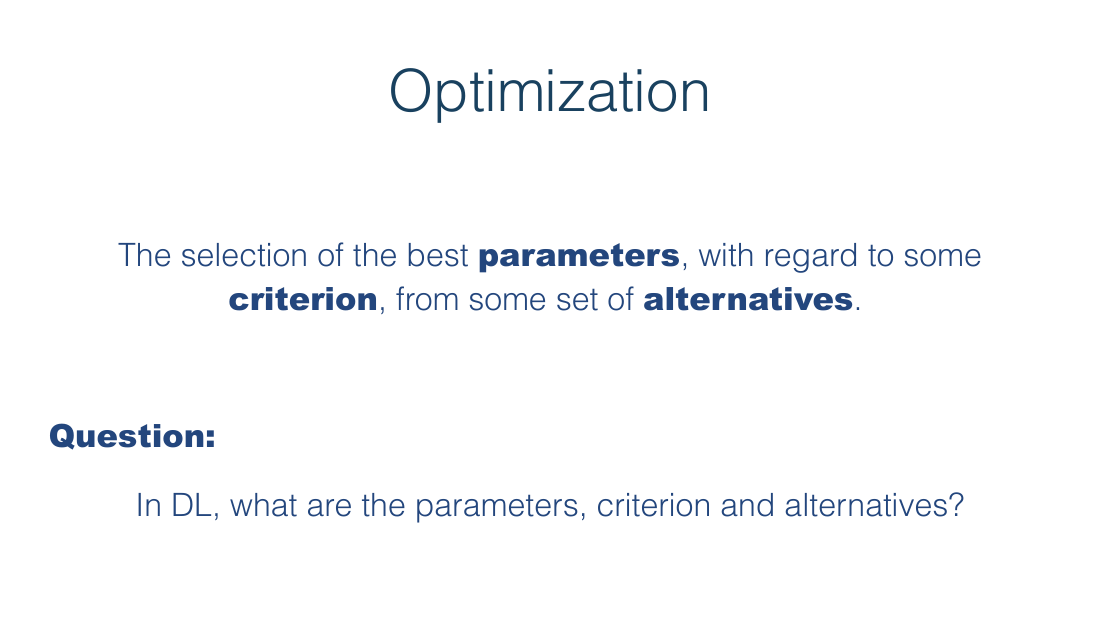 Optimization
The selection of the best parameters, with regard to some
criterion, from some set of alternatives.
Question:
In DL, what are the parameters, criterion and alternatives?